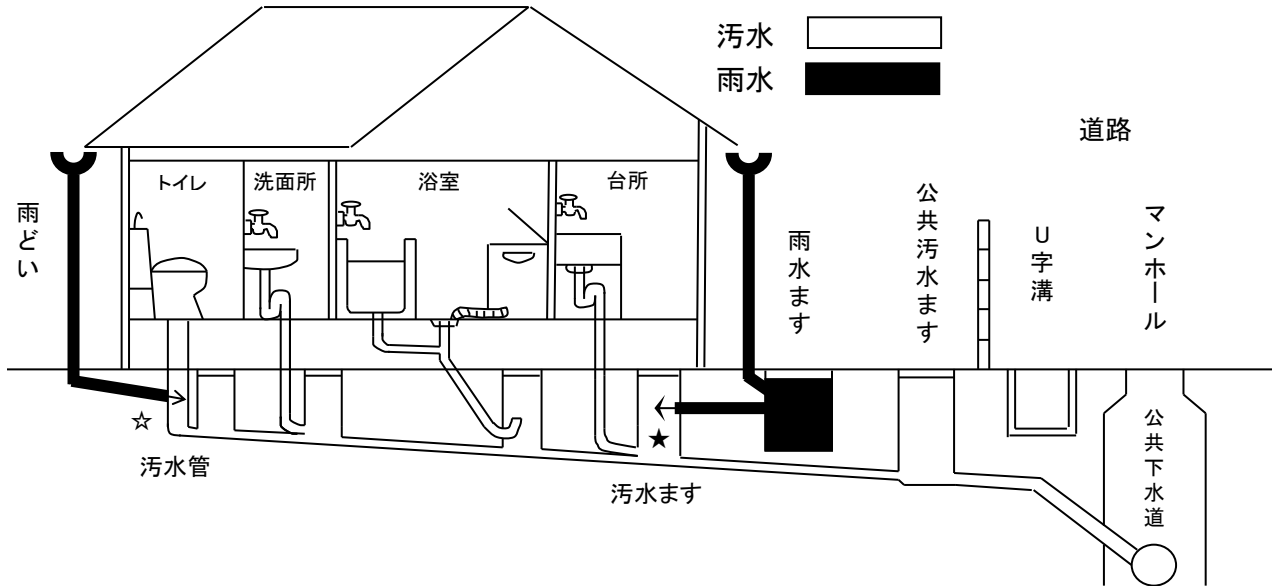 汚水
雨水
道路
トイレ
洗面所
浴室
台所
雨どい
雨水ます
公共汚水ます
U字溝
マンホール
☆
汚水管
★
汚水ます
公共下水道